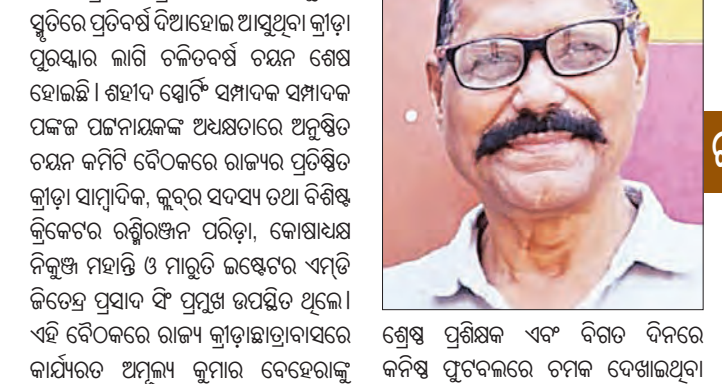 ସ୍ମୃତିରେ ପ୍ରତିବର୍ଷ ଦିଆହୋଇ ଆସୁଥିବା କ୍ରୀଡ଼ା
ପୁରସ୍କାର ଲାଗି ଚଳିତବର୍ଷ ଚୟନ ଶେଷ
ହୋଇଛି । ଶହୀଦ ସ୍ପୋର୍ଟିଂ ସମ୍ପାଦକ ସମ୍ପାଦକ
ପଙ୍କଜ ପଟ୍ଟନାୟକଙ୍କ ଅଧ୍ୟକ୍ଷତାରେ ଅନୁଷ୍ଠିତ
ଚୟନ କମିଟି ବୈଠକରେ ରାଜ୍ୟର ପ୍ରତିଷ୍ଠିତ
କ୍ରୀଡ଼ା ସାମ୍ବାଦିକ, କ୍ଲବ୍‌ର ସଦସ୍ୟ ତଥା ବିଶିଷ୍ଟ
କ୍ରିକେଟର ରଶ୍ମିରଞ୍ଜନ ପରିଡ଼ା, କୋଷାଧ୍ୟକ୍ଷ
ନିକୁଞ୍ଜ ମହାନ୍ତି ଓ ମାରୁତି ଇଷ୍ଟେଟର ଏମ୍‌ଡି
ଜିତେନ୍ଦ୍ର ପ୍ରସାଦ ସିଂ ପ୍ରମୁଖ ଉପସ୍ଥିତ ଥିଲେ।
ଏହି ବୈଠକରେ ରାଜ୍ୟ କ୍ରୀଡ଼ାଛାତ୍ରାବାସରେ
କାର୍ଯ୍ୟରତ ଅମୂଲ୍ୟ କୁମାର ବେହେରାଙ୍କୁ
ଶ୍ରେଷ୍ଠ ପ୍ରଶିକ୍ଷକ ଏବଂ ବିଗତ ଦିନରେ
କନିଷ୍ଠ ଫୁଟବଲରେ ଚମକ ଦେଖାଇଥିବା